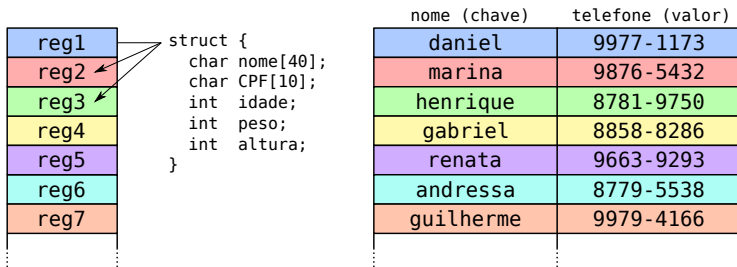 reg1
reg2
reg3
reg4
reg5
reg6
reg7
struct {
char nome[40];
char CPF[10];
int idade;
int peso;
int altura;
}
nome (chave) telefone (valor)
daniel 9977-1173
marina 9876-5432
henrique 8781-9750
gabriel 8858-8286
renata 9663-9293
andressa 8779-5538
guilherme 9979-4166